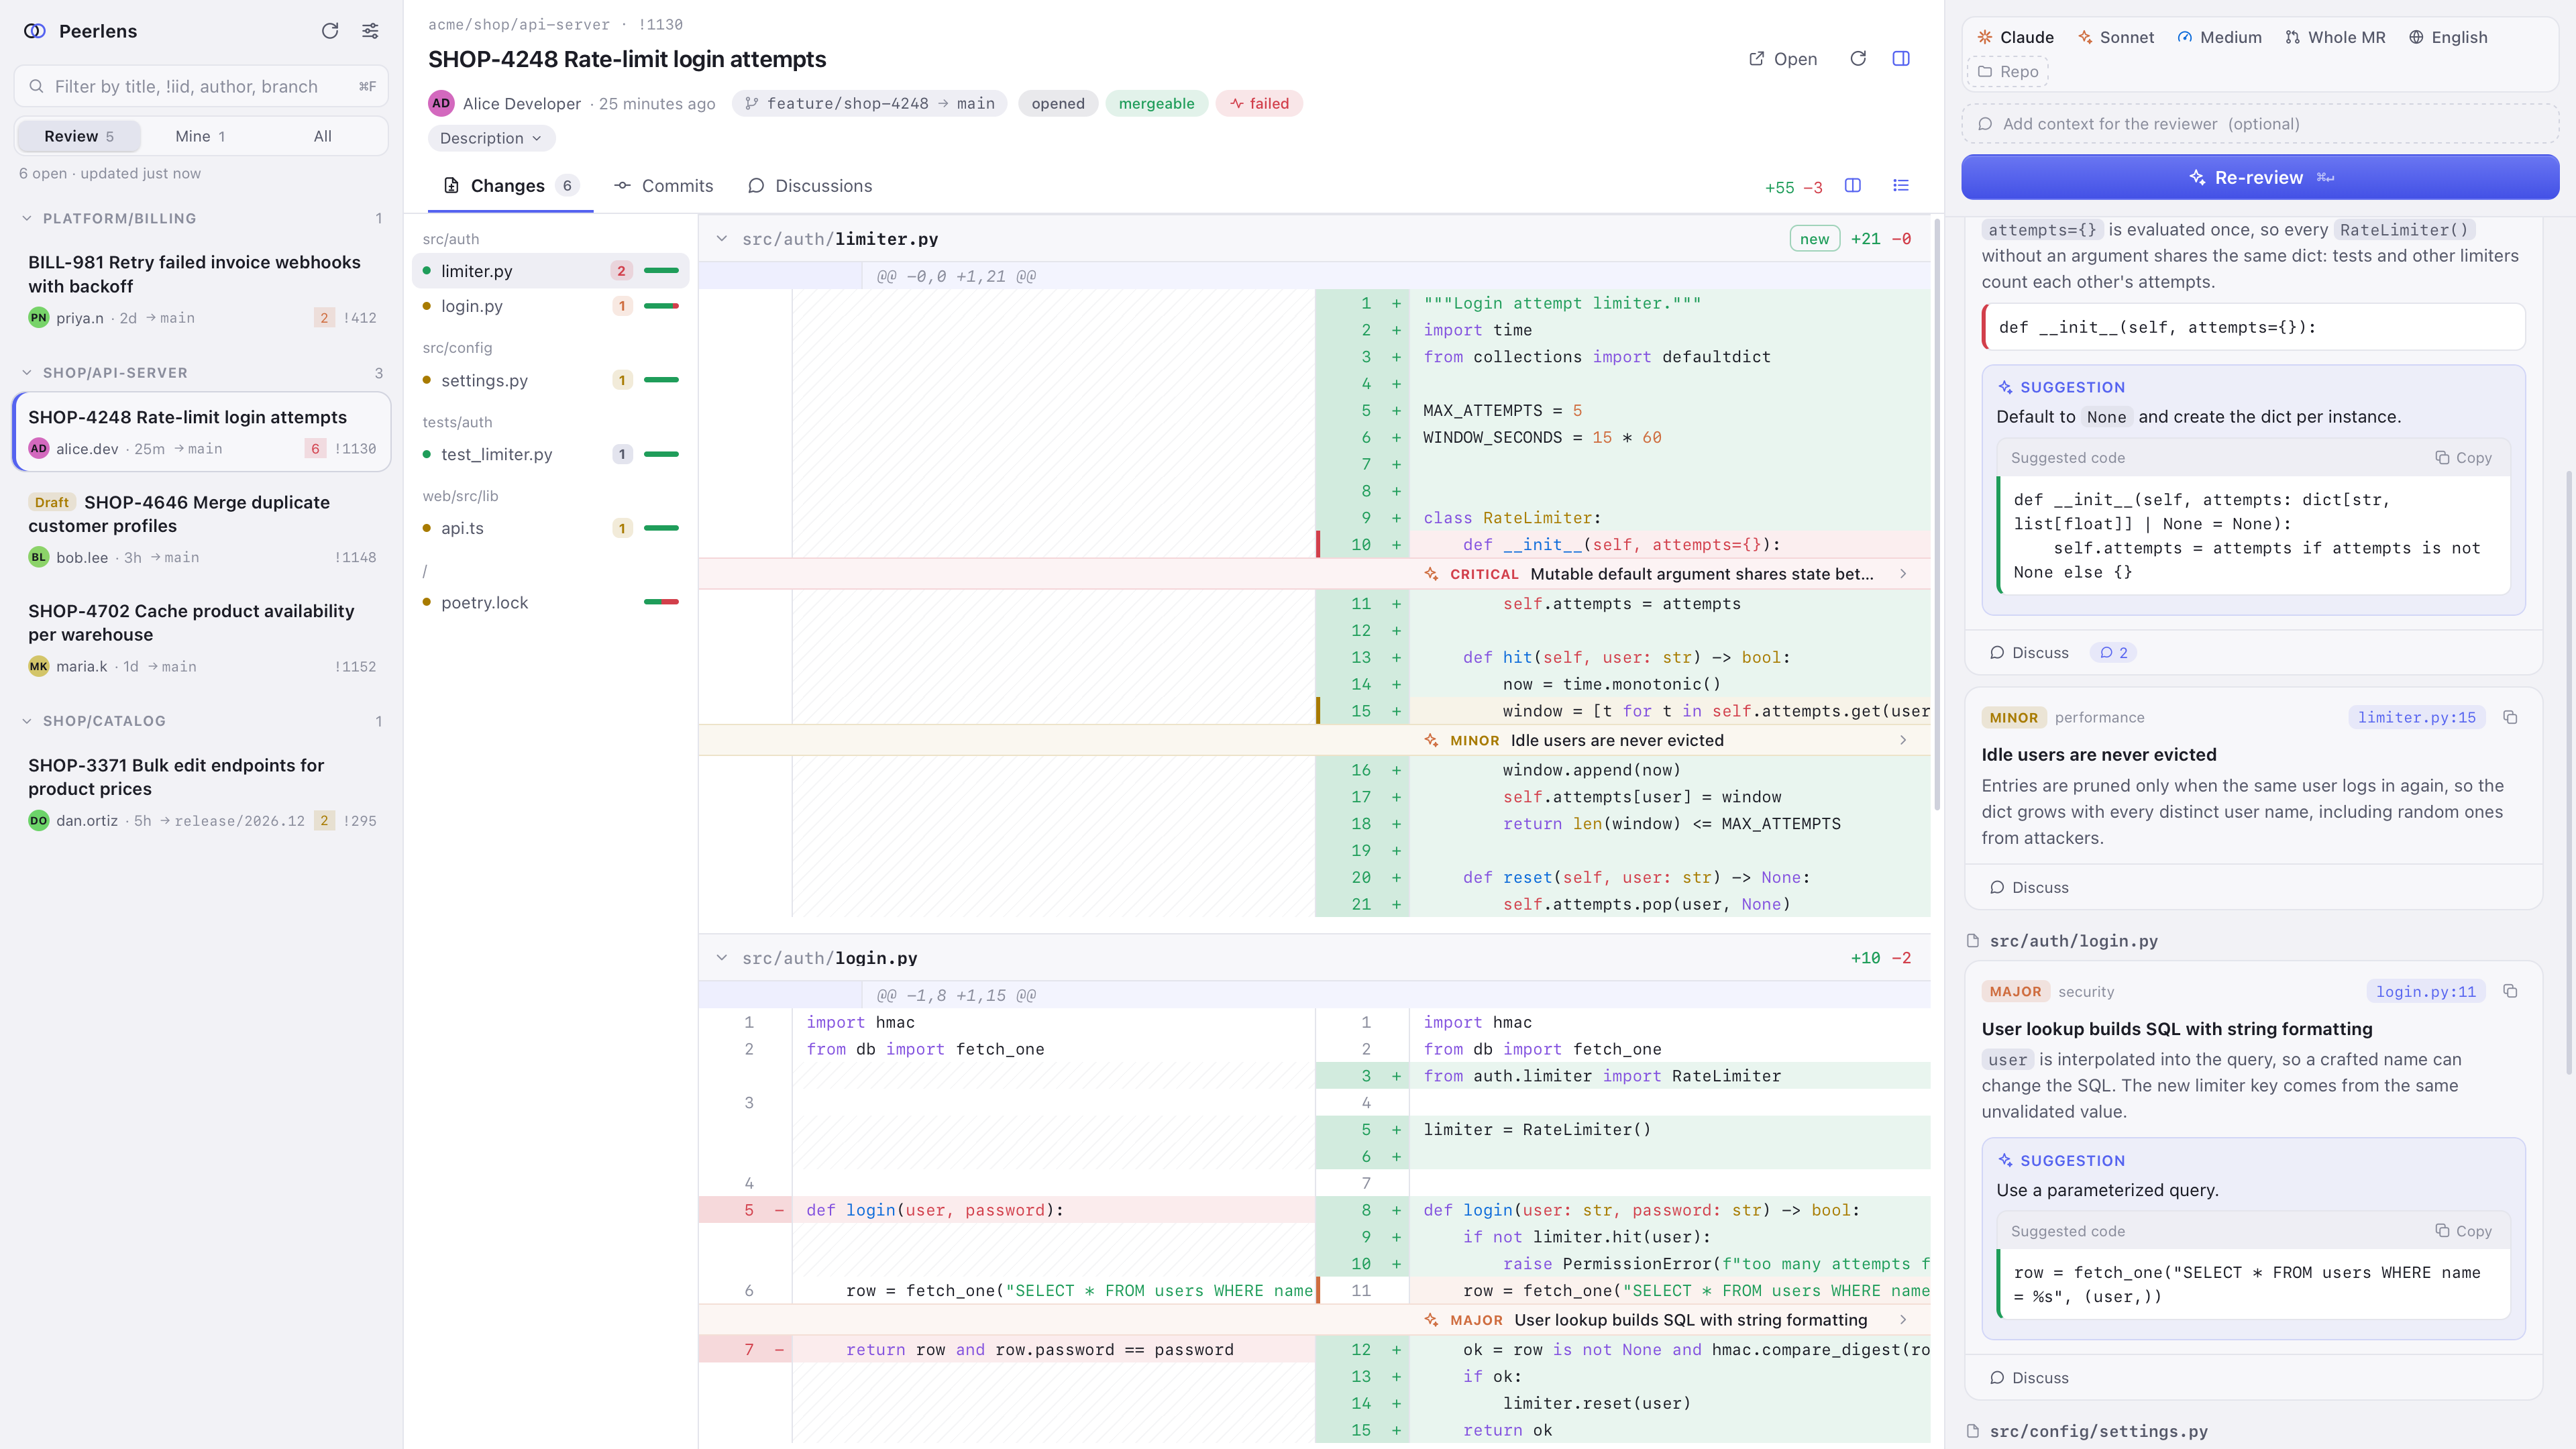 Peerlens
Filter by title, !iid, author, branch ⌘F
Review 5 Mine 1 All
6 open · updated just now
PLATFORM/BILLING 1
BILL-981 Retry failed invoice webhooks
with backoff
PN priya.n · 2d → main 2 !412
SHOP/API-SERVER 3
SHOP-4248 Rate-limit login attempts
AD alice.dev · 25m → main 6 !1130
Draft SHOP-4646 Merge duplicate
customer profiles
BL bob.lee · 3h → main !1148
SHOP-4702 Cache product availability
per warehouse
MK maria.k · 1d → main !1152
SHOP/CATALOG 1
SHOP-3371 Bulk edit endpoints for
product prices
DO dan.ortiz · 5h → release/2026.12 2 !295
acme/shop/api-server · !1130
SHOP-4248 Rate-limit login attempts
Open
AD Alice Developer · 25 minutes ago feature/shop-4248 → main opened mergeable failed
Description
Changes 6 Commits Discussions +55 −3
src/auth
limiter.py 2
login.py 1
src/config
settings.py 1
tests/auth
test_limiter.py 1
web/src/lib
api.ts 1
/
poetry.lock
src/auth/limiter.py new +21 −0
@@ -0,0 +1,21 @@
1 + """Login attempt limiter."""
2 + import time
3 + from collections import defaultdict
4 +
5 + MAX_ATTEMPTS = 5
6 + WINDOW_SECONDS = 15 * 60
7 +
8 +
9 + class RateLimiter:
10 + def __init__(self, attempts={}):
CRITICAL Mutable default argument shares state bet...
11 + self.attempts = attempts
12 +
13 + def hit(self, user: str) -> bool:
14 + now = time.monotonic()
15 + window = [t for t in self.attempts.get(user
MINOR Idle users are never evicted
16 + window.append(now)
17 + self.attempts[user] = window
18 + return len(window) <= MAX_ATTEMPTS
19 +
20 + def reset(self, user: str) -> None:
21 + self.attempts.pop(user, None)
src/auth/login.py +10 −2
@@ -1,8 +1,15 @@
1 import hmac 1 import hmac
2 from db import fetch_one 2 from db import fetch_one
3 + from auth.limiter import RateLimiter
3 4
5 + limiter = RateLimiter()
6 +
4 7
5 − def login(user, password): 8 + def login(user: str, password: str) -> bool:
9 + if not limiter.hit(user):
10 + raise PermissionError(f"too many attempts f
6 row = fetch_one("SELECT * FROM users WHERE name 11 row = fetch_one("SELECT * FROM users WHERE name
MAJOR User lookup builds SQL with string formatting
7 − return row and row.password == password 12 + ok = row is not None and hmac.compare_digest(ro
13 + if ok:
14 + limiter.reset(user)
15 + return ok
Claude Sonnet Medium Whole MR English
Repo
Add context for the reviewer (optional)
Re-review ⌘↵
attempts={} is evaluated once, so every RateLimiter()
without an argument shares the same dict: tests and other limiters
count each other's attempts.
def __init__(self, attempts={}):
SUGGESTION
Default to None and create the dict per instance.
Suggested code Copy
def __init__(self, attempts: dict[str,
list[float]] | None = None):
self.attempts = attempts if attempts is not
None else {}
Discuss 2
MINOR performance limiter.py:15
Idle users are never evicted
Entries are pruned only when the same user logs in again, so the
dict grows with every distinct user name, including random ones
from attackers.
Discuss
src/auth/login.py
MAJOR security login.py:11
User lookup builds SQL with string formatting
user is interpolated into the query, so a crafted name can
change the SQL. The new limiter key comes from the same
unvalidated value.
SUGGESTION
Use a parameterized query.
Suggested code Copy
row = fetch_one("SELECT * FROM users WHERE name
= %s", (user,))
Discuss
src/config/settings.py